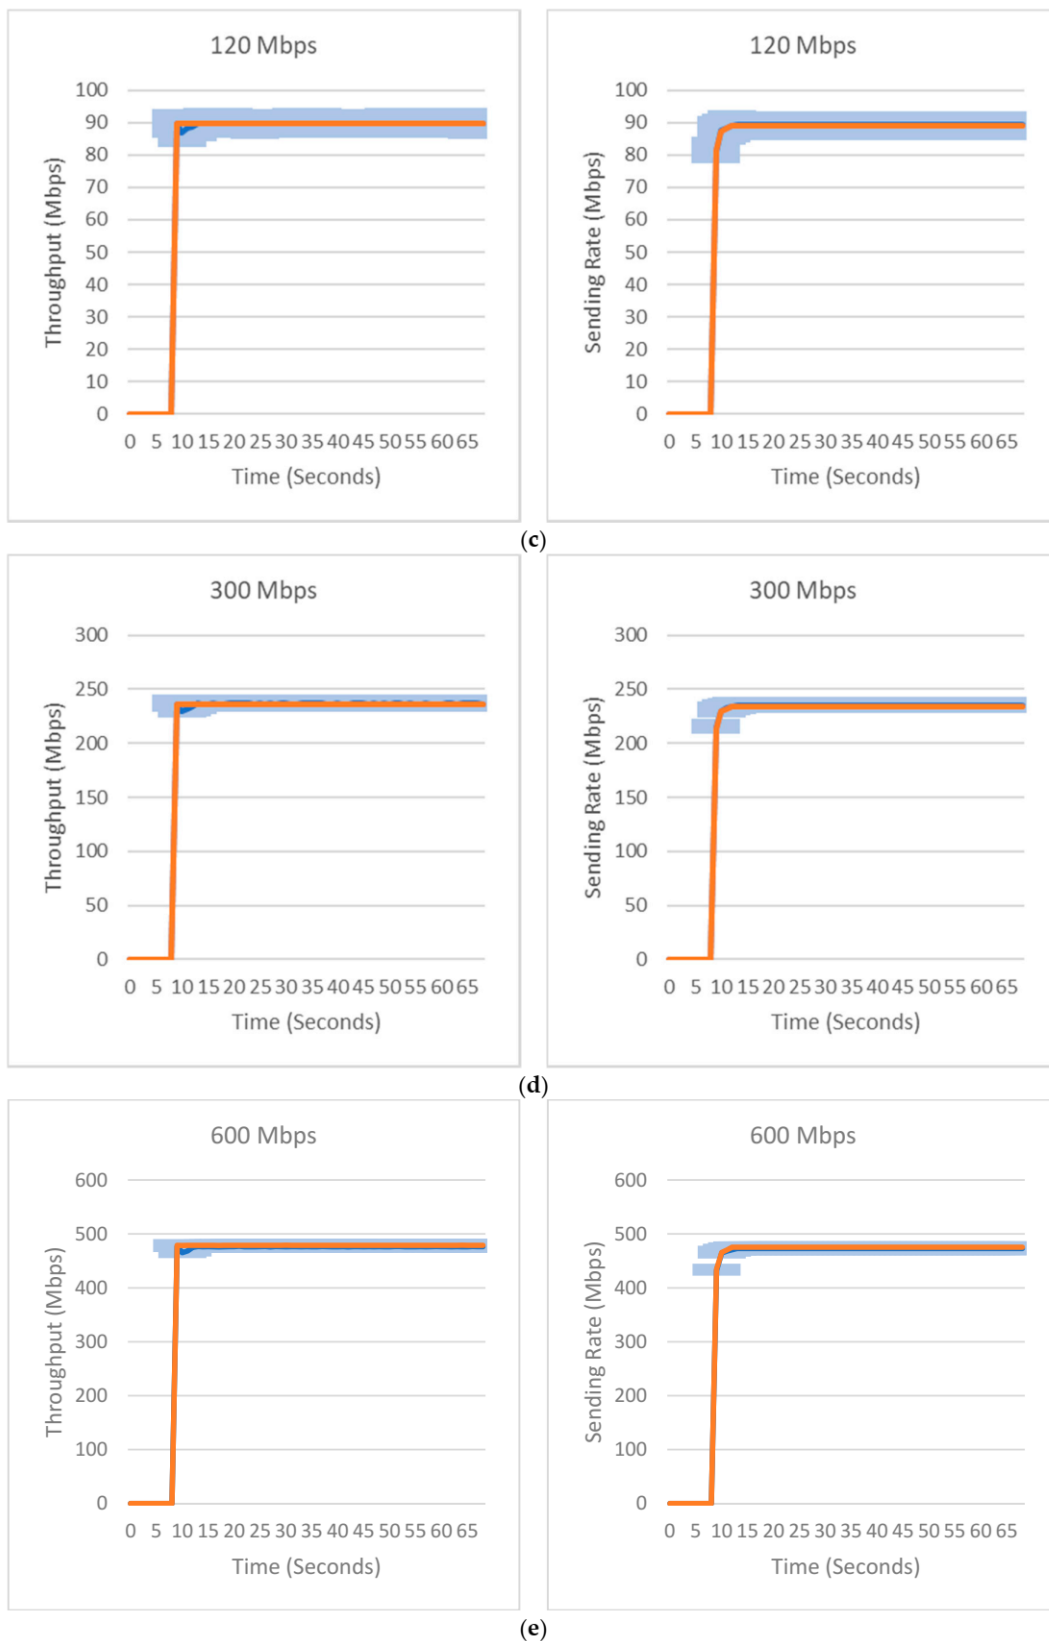 120 Mbps
100
90
80
70
60
50
40
30
20
10
0
Throughput (Mbps)
0 5 10 15 20 25 30 35 40 45 50 55 60 65
Time (Seconds)
120 Mbps
100
90
80
70
60
50
40
30
20
10
0
Sending Rate (Mbps)
0 5 10 15 20 25 30 35 40 45 50 55 60 65
Time (Seconds)
(c)
300 Mbps
300
250
200
150
100
50
0
Throughput (Mbps)
0 5 10 15 20 25 30 35 40 45 50 55 60 65
Time (Seconds)
300 Mbps
300
250
200
150
100
50
0
Sending Rate (Mbps)
0 5 10 15 20 25 30 35 40 45 50 55 60 65
Time (Seconds)
(d)
600 Mbps
600
500
400
300
200
100
0
Throughput (Mbps)
0 5 10 15 20 25 30 35 40 45 50 55 60 65
Time (Seconds)
600 Mbps
600
500
400
300
200
100
0
Sending Rate (Mbps)
0 5 10 15 20 25 30 35 40 45 50 55 60 65
Time (Seconds)
(e)